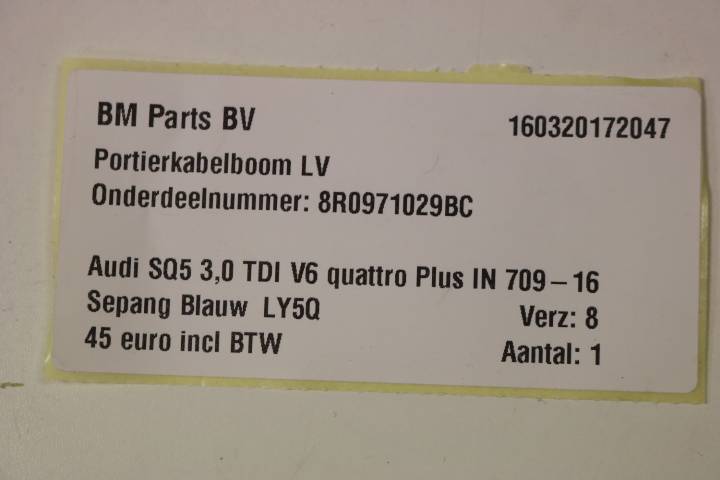 BM Parts BV 160320172047
Portierkabelboom LV
Onderdeelnummer: 8R0971029BC
Audi SQ5 3,0 TDI V6 quattro Plus IN 709-16
Sepang Blauw LY5Q Verz: 8
45 euro incl BTW Aantal: 1